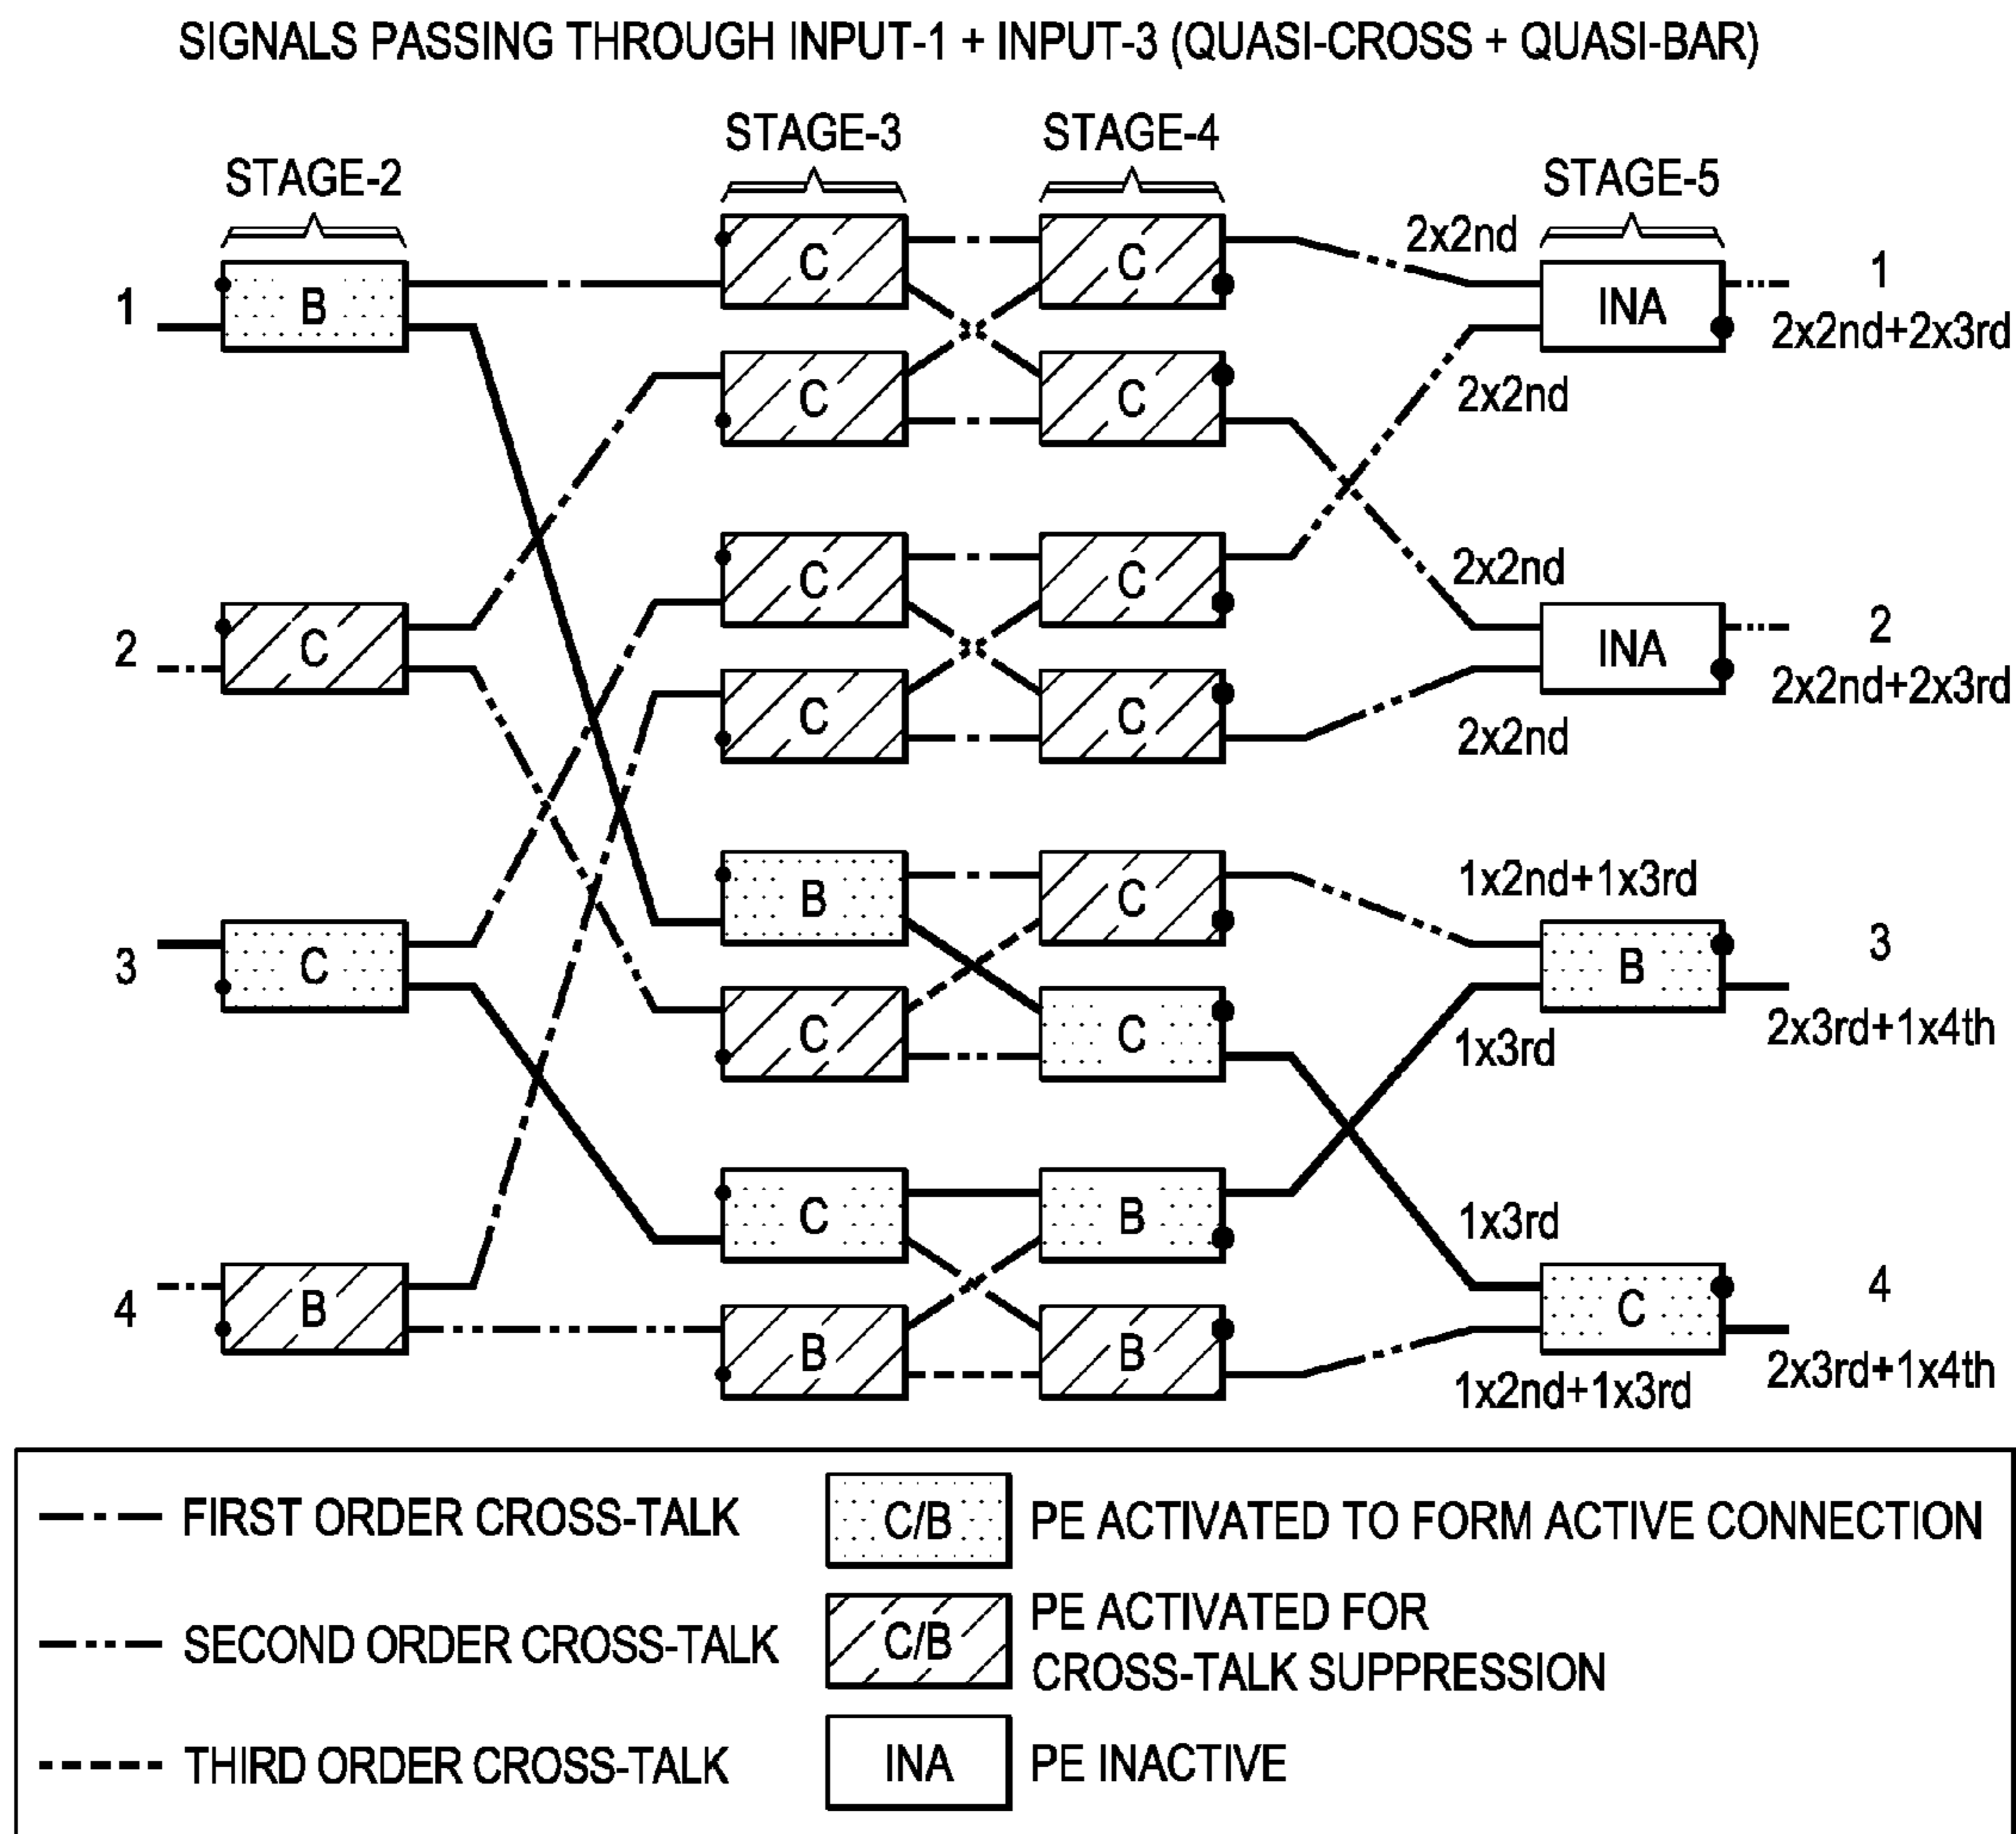 SIGNALS PASSING THROUGH INPUT-1 + INPUT-3 (QUASI-CROSS + QUASI-BAR)
STAGE-2
STAGE-3
STAGE-4
STAGE-5
1
B
C
C
2x2nd
INA
1
2x2nd+2x3rd
C
C
2x2nd
2
C
C
C
2x2nd
INA
2
2x2nd+2x3rd
C
C
2x2nd
3
C
B
C
1x2nd+1x3rd
B
3
2x3rd+1x4th
C
C
1x3rd
4
B
C
B
1x3rd
C
4
2x3rd+1x4th
B
B
1x2nd+1x3rd
FIRST ORDER CROSS-TALK
C/B
PE ACTIVATED TO FORM ACTIVE CONNECTION
SECOND ORDER CROSS-TALK
C/B
PE ACTIVATED FOR
CROSS-TALK SUPPRESSION
THIRD ORDER CROSS-TALK
INA
PE INACTIVE